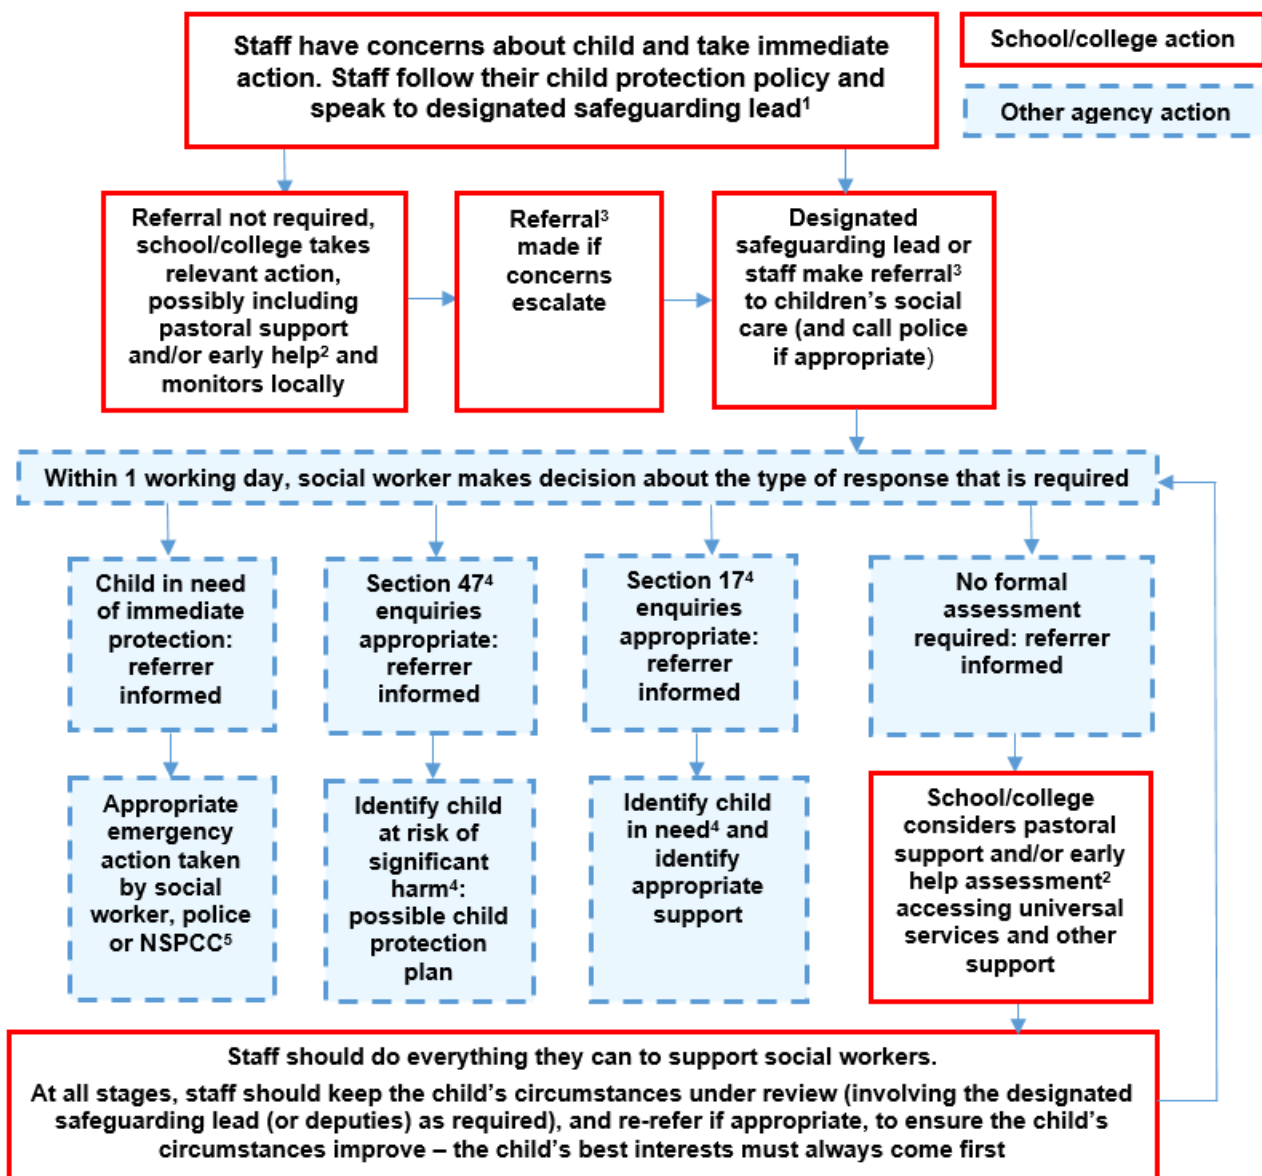 Staff have concerns about child and take immediate
action. Staff follow their child protection policy and
speak to designated safeguarding lead¹
School/college action
Other agency action
Referral not required,
school/college takes
relevant action,
possibly including
pastoral support
and/or early help² and
monitors locally
Referral³
made if
concerns
escalate
Designated
safeguarding lead or
staff make referral³
to children’s social
care (and call police
if appropriate)
Within 1 working day, social worker makes decision about the type of response that is required
Child in need
of immediate
protection:
referrer
informed
Section 47⁴
enquiries
appropriate:
referrer
informed
Section 17⁴
enquiries
appropriate:
referrer
informed
No formal
assessment
required: referrer
informed
Appropriate
emergency
action taken
by social
worker, police
or NSPCC⁵
Identify child
at risk of
significant
harm⁴:
possible child
protection
plan
Identify child
in need⁴ and
identify
appropriate
support
School/college
considers pastoral
support and/or early
help assessment²
accessing universal
services and other
support
Staff should do everything they can to support social workers.
At all stages, staff should keep the child’s circumstances under review (involving the designated
safeguarding lead (or deputies) as required), and re-refer if appropriate, to ensure the child’s
circumstances improve – the child’s best interests must always come first